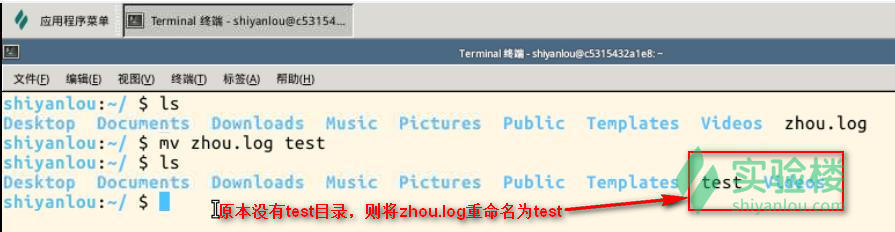 应用程序菜单 Terminal 终端 - shiyanlou@c53154...
Terminal 终端 - shiyanlou@c5315432a1e8: ~
文件(F) 编辑(E) 视图(V) 终端(T) 标签(A) 帮助(H)
shiyanlou:~/ $ ls
Desktop Documents Downloads Music Pictures Public Templates Videos zhou.log
shiyanlou:~/ $ mv zhou.log test
shiyanlou:~/ $ ls
Desktop Documents Downloads Music Pictures Public Templates test Videos
实验楼
shiyanlou.com
shiyanlou:~/ $
原本没有test目录，则将zhou.log重命名为test